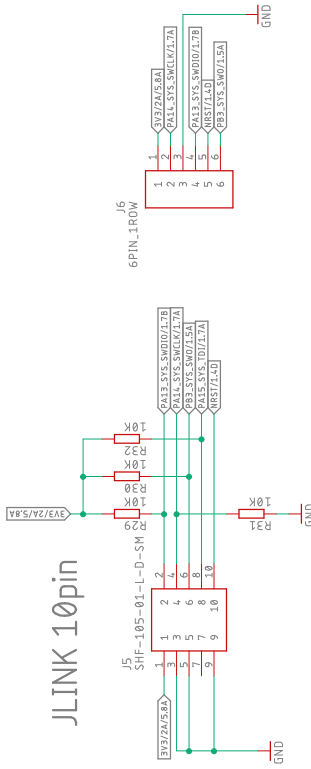 GND
3V3/2A/5.8A
PA14_SYS_SWCLK/1.7A
PA13_SYS_SWDIO/1.7B
NRST/1.4D
PB3_SYS_SWO/1.5A
1
2
3
4
5
6
1
2
3
4
5
6
J6
6PIN_1ROW
PA13_SYS_SWDIO/1.7B
PA14_SYS_SWCLK/1.7A
PB3_SYS_SWO/1.5A
PA15_SYS_TDI/1.7A
NRST/1.4D
10K
R32
10K
R30
10K
R29
10K
R31
3V3/2A/5.8A
GND
JLINK 10pin
J5
SHF-105-01-L-D-SM
2
4
6
8
10
2
4
6
8
10
1
3
5
7
9
1
3
5
7
9
3V3/2A/5.8A
GND